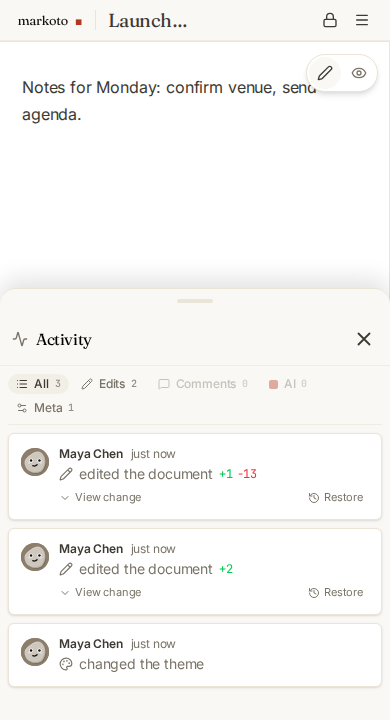 markoto
Launch...
Notes for Monday: confirm venue, send
agenda.
Activity
All 3 Edits 2 Comments 0 AI 0
Meta 1
Maya Chen just now
edited the document +1 -13
View change Restore
Maya Chen just now
edited the document +2
View change Restore
Maya Chen just now
changed the theme